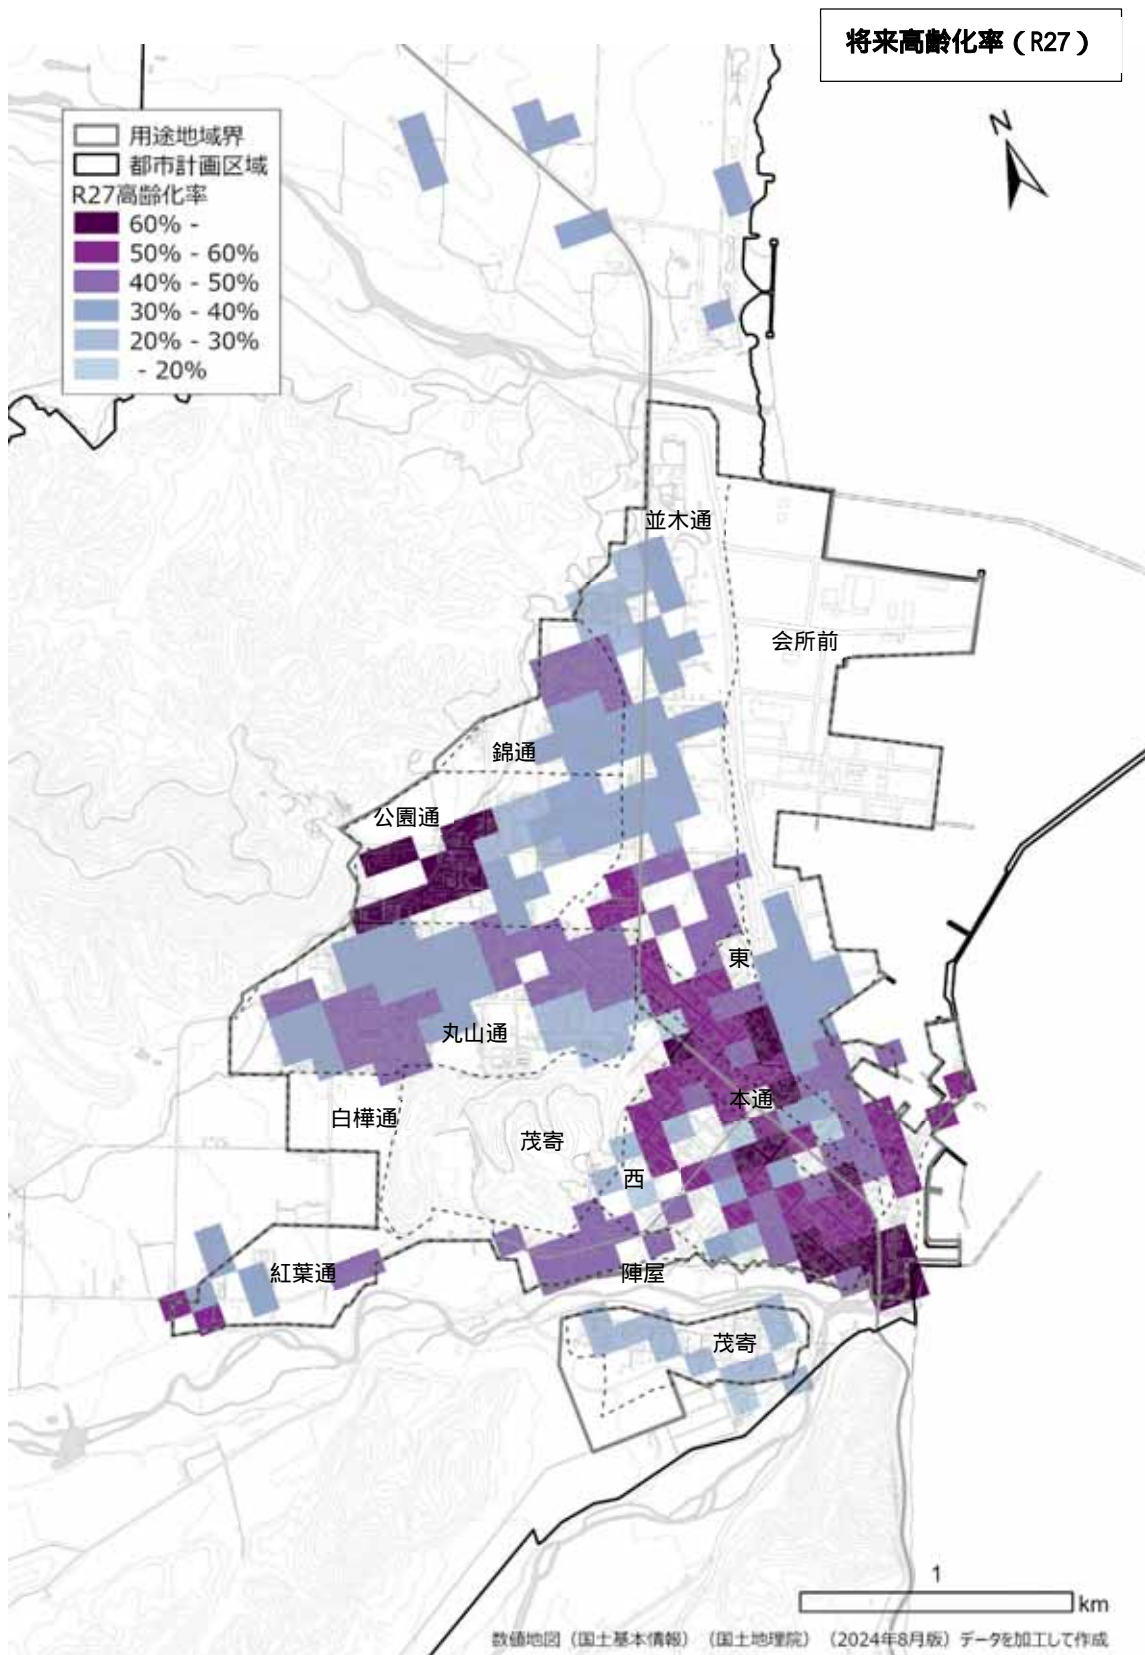 将来高齢化率（R27）
N
用途地域界
都市計画区域
R27高齢化率
60% -
50% - 60%
40% - 50%
30% - 40%
20% - 30%
- 20%
並木通
会所前
錦通
公園通
東
丸山通
本通
白樺通
茂寄
西
紅葉通
陣屋
茂寄
1
km
数値地図（国土基本情報）（国土地理院）（2024年8月版）データを加工して作成